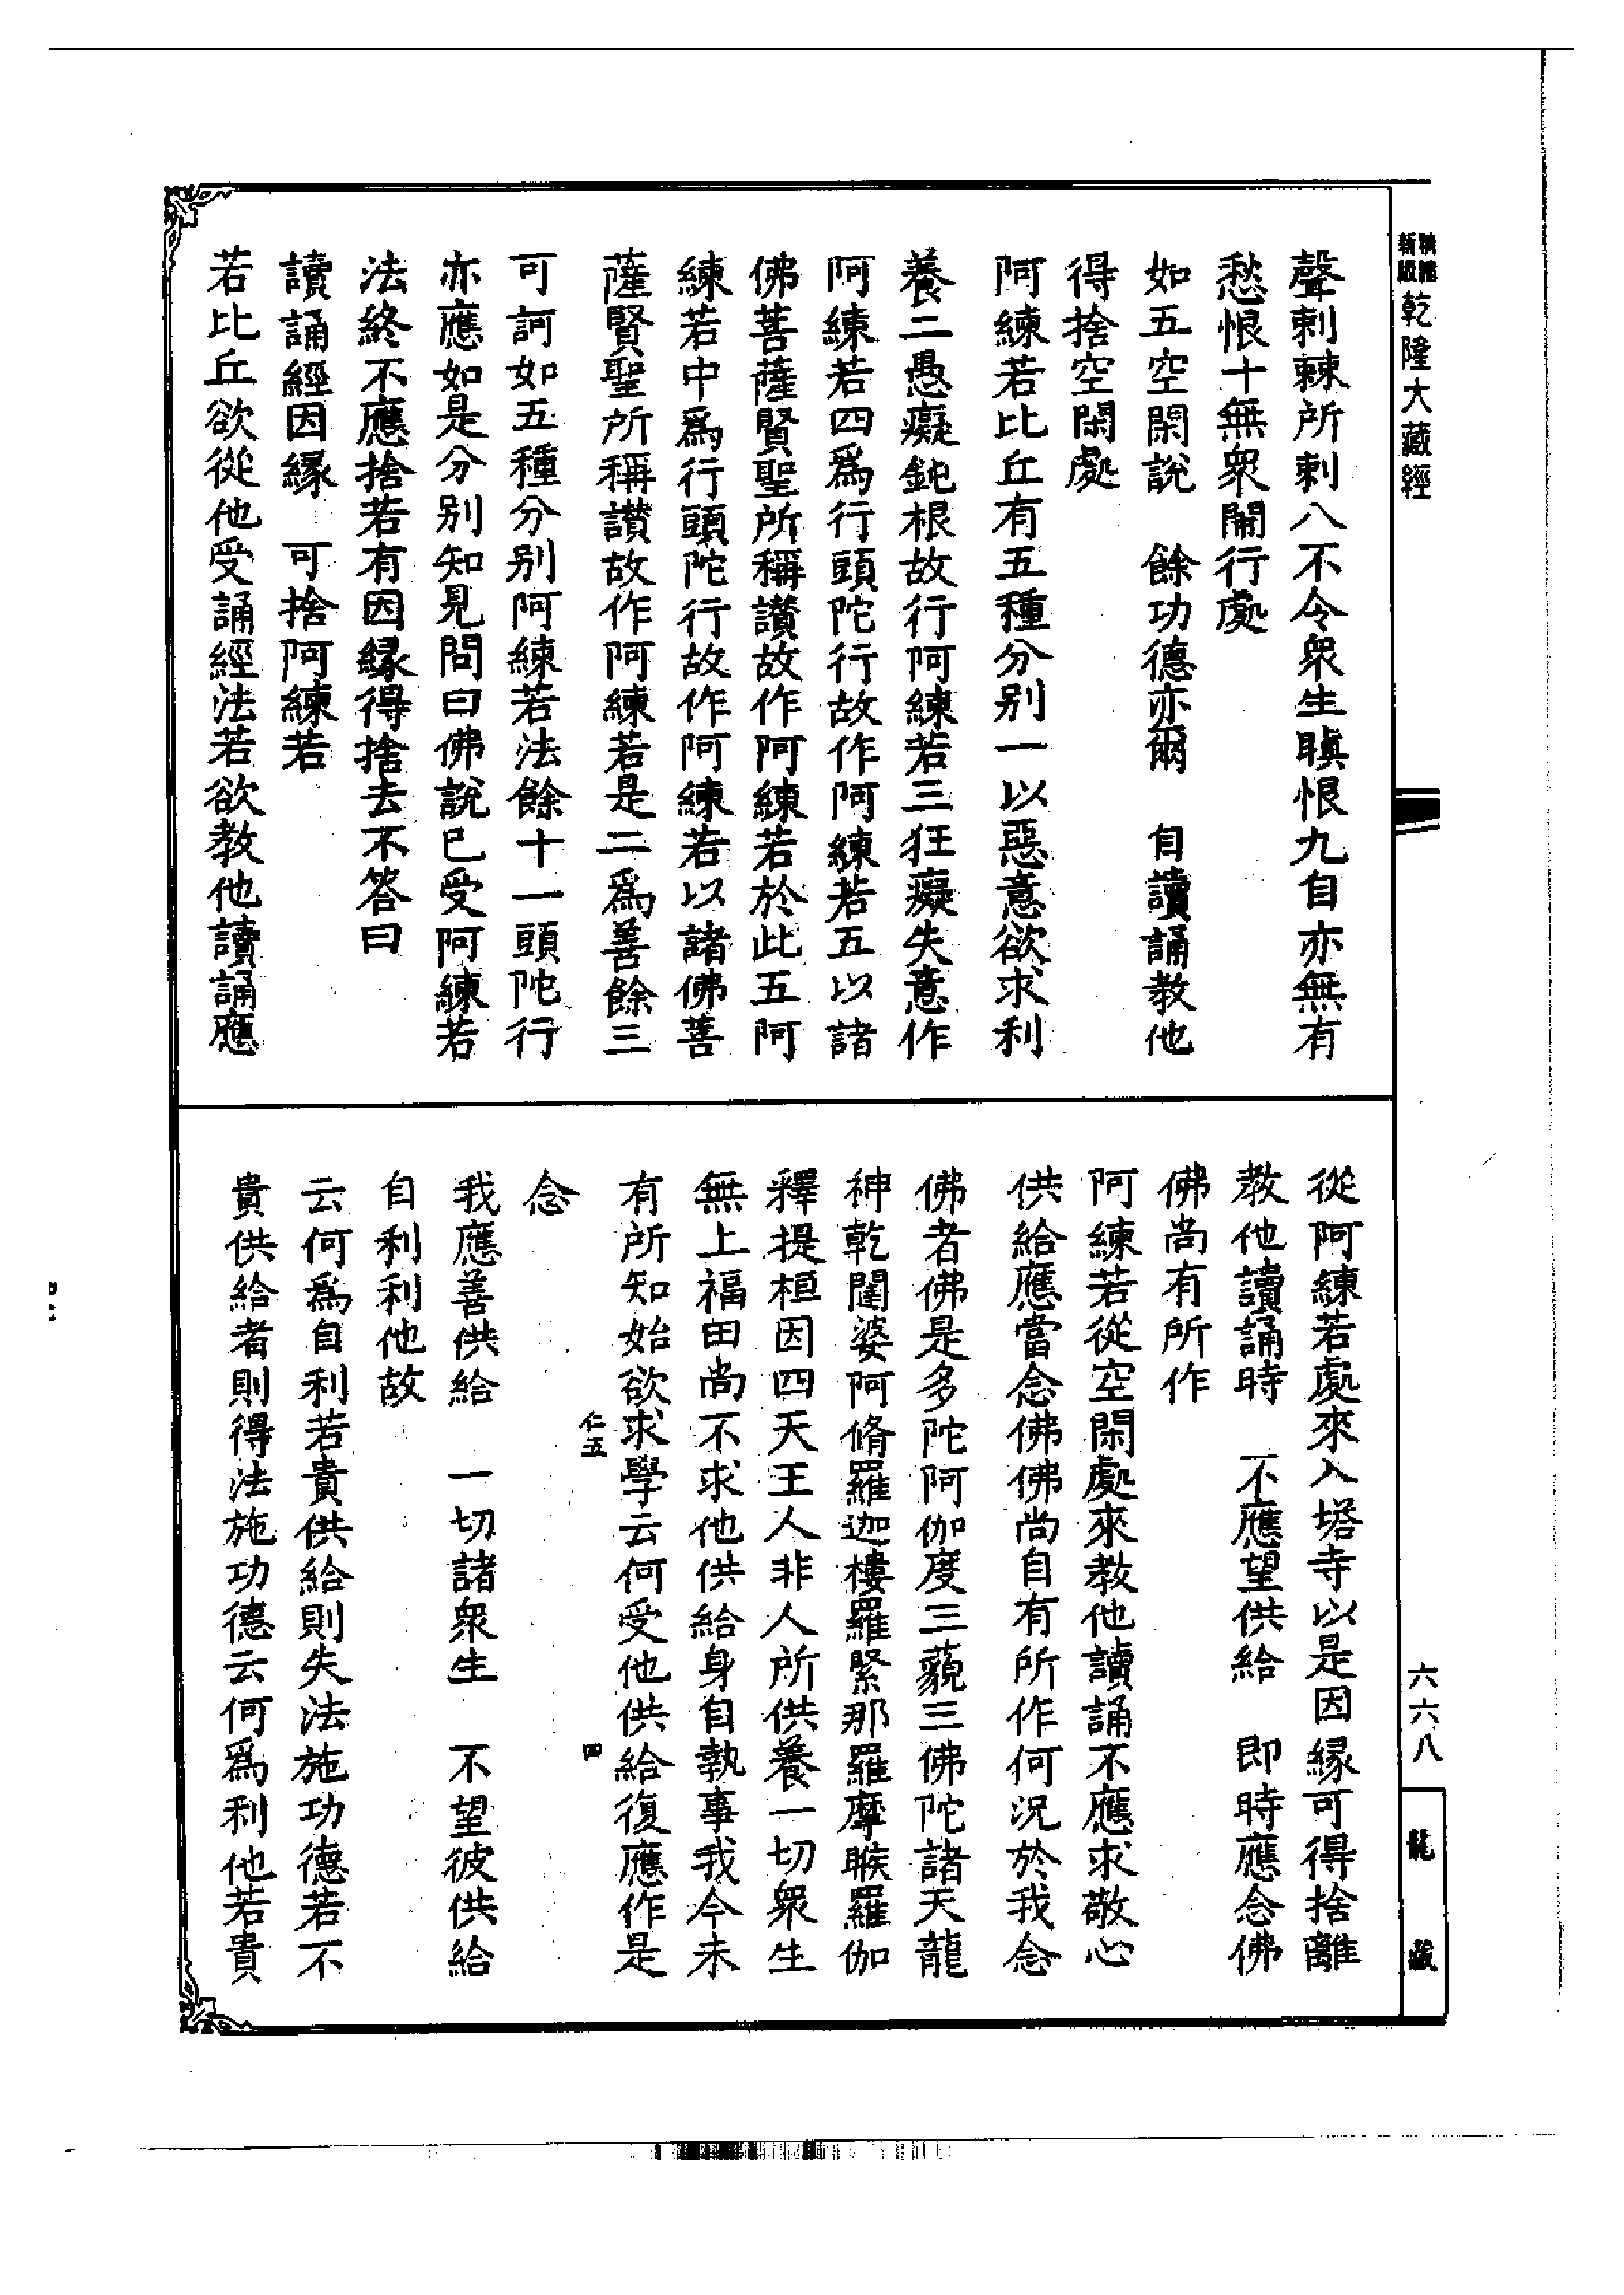 乾隆大藏經
聲刺棘所刺八不令衆生瞋恨九自亦無有
愁恨十無衆閙行處
如五空閑說　餘功德亦爾　自讀誦教他
得捨空閑處
阿練若比丘有五種分别一以惡意欲求利
養二愚癡鈍根故行阿練若三狂癡失意作
阿練若四爲行頭陀行故作阿練若五以諸
佛菩薩賢聖所稱讃故作阿練若於此五阿
練若中爲行頭陀行故作阿練若以諸佛菩
薩賢聖所稱讃故作阿練若是二爲善餘三
可訶如五種分别阿練若法餘十一頭陀行
亦應如是分别知見問曰佛說已受阿練若
法終不應捨若有因緣得捨去不答曰
讀誦經因緣　可捨阿練若
若比丘欲從他受誦經法若欲教他讀誦應
從阿練若處來入塔寺以是因緣可得捨離
教他讀誦時　不應望供給　即時應念佛
佛尚有所作
阿練若從空閑處來教他讀誦不應求敬心
供給應當念佛佛尚自有所作何況於我念
佛者佛是多陀阿伽度三藐三佛陀諸天龍
神乾闥婆阿脩羅迦樓羅緊那羅摩睺羅伽
釋提桓因四天王人非人所供養一切衆生
無上福田尚不求他供給身自執事我今未
有所知始欲求學云何受他供給復應作是
仁五
四
念
我應善供給　一切諸衆生　不望彼供給
自利利他故
云何爲自利若貴供給則失法施功德若不
貴供給者則得法施功德云何爲利他若貴
六六八
龍藏